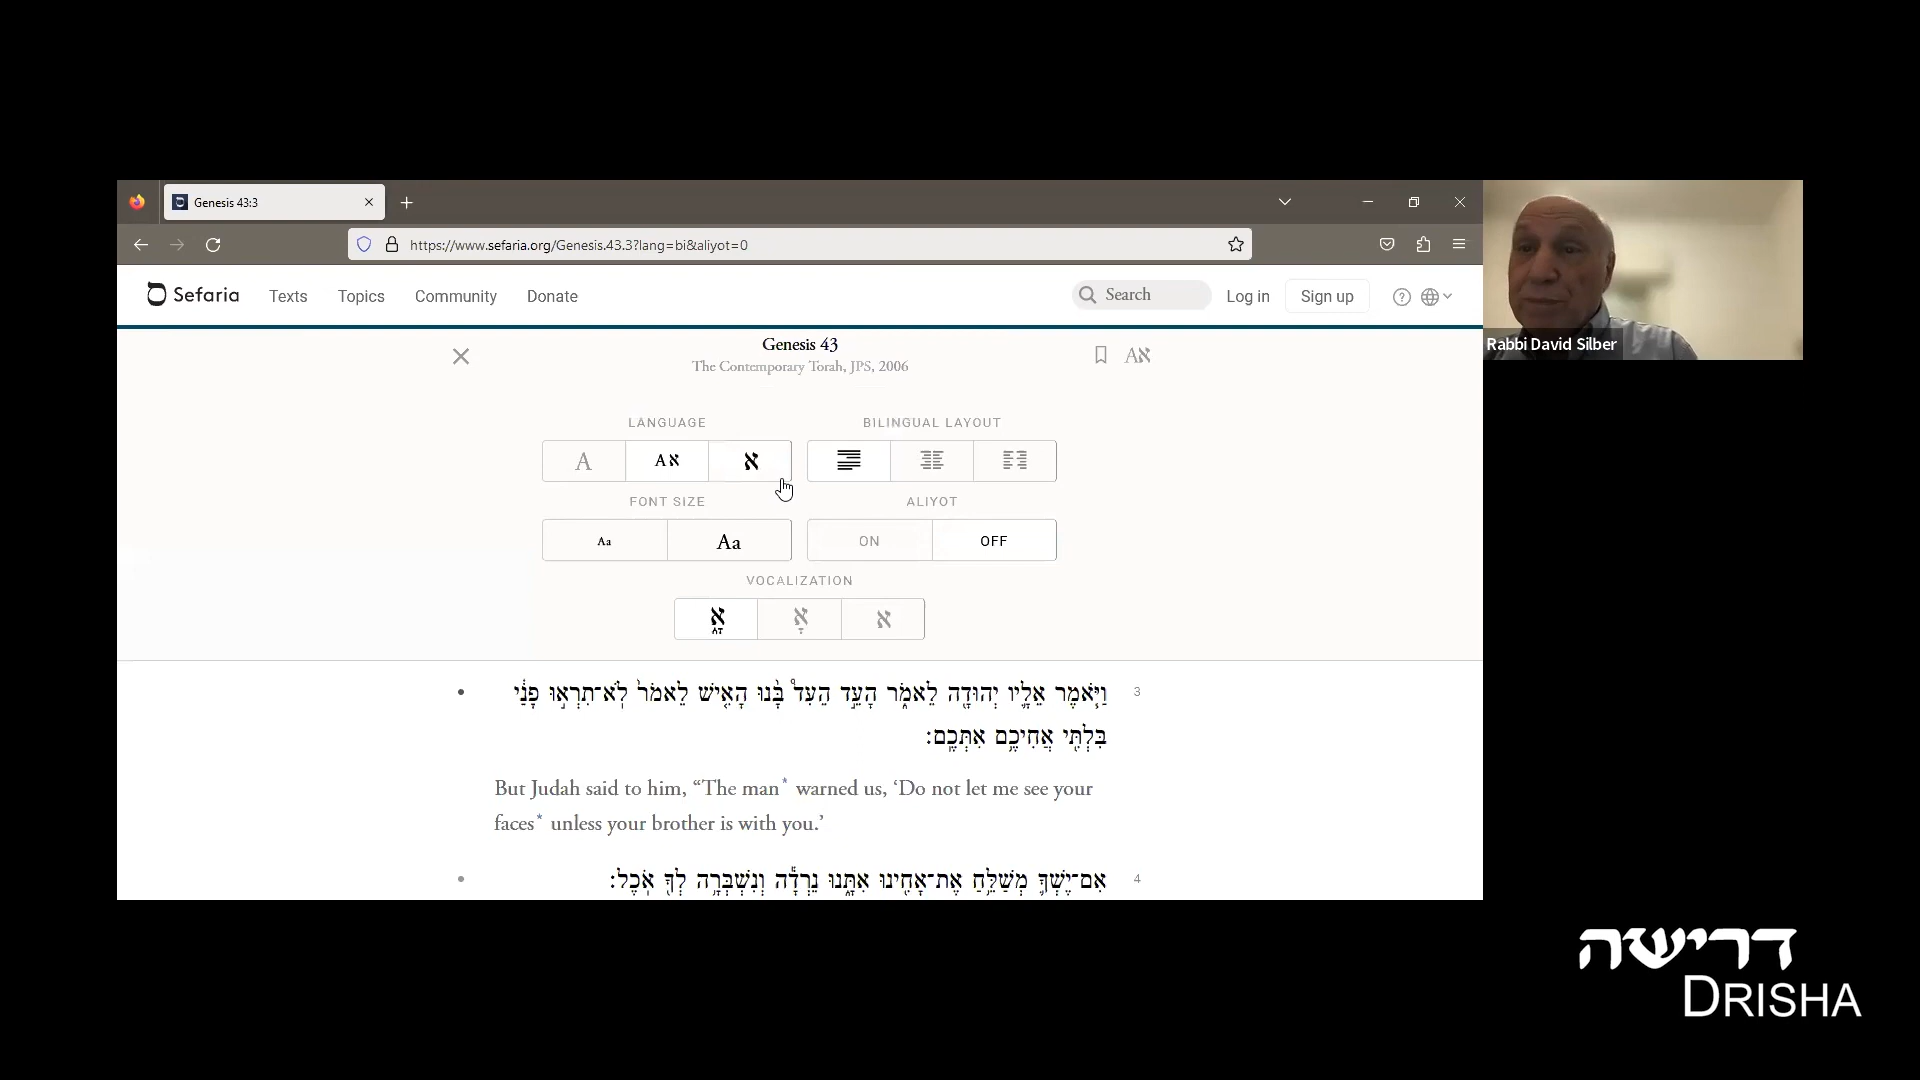 Genesis 43:3
https://www.sefaria.org/Genesis.43.3?lang=bi&aliyot=0
Sefaria Texts Topics Community Donate Search Log in Sign up
Genesis 43
The Contemporary Torah, JPS, 2006
Aא
LANGUAGE BILINGUAL LAYOUT
A Aא א
FONT SIZE ALIYOT
Aa Aa ON OFF
VOCALIZATION
אָ֑ אָ א
וַיֹּ֧אמֶר אֵלָ֛יו יְהוּדָ֖ה לֵאמֹ֑ר הָעֵ֣ד הֵעִד֩ בָּ֨נוּ הָאִ֤ישׁ לֵאמֹר֙ לֹֽא־תִרְא֣וּ פָנַ֔י 3
בִּלְתִּ֖י אֲחִיכֶ֥ם אִתְּכֶֽם׃
But Judah said to him, “The man* warned us, ‘Do not let me see your
faces* unless your brother is with you.’
אִם־יֶשְׁךָ֛ מְשַׁלֵּ֥חַ אֶת־אָחִ֖ינוּ אִתָּ֑נוּ נֵרְדָ֕ה וְנִשְׁבְּרָ֥ה לְךָ֖ אֹֽכֶל׃ 4
Rabbi David Silber
דרישה
DRISHA